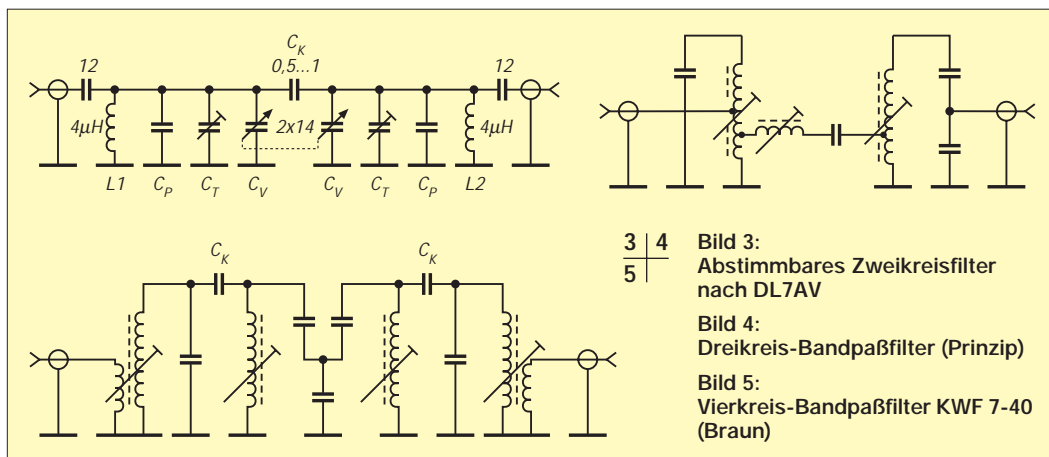 C_K
0,5...1
12
12
4µH
2x14
4µH
L1
C_P
C_T
C_V
C_V
C_T
C_P
L2
C_K
C_K
3 4
5
Bild 3:
Abstimmbares Zweikreisfilter
nach DL7AV
Bild 4:
Dreikreis-Bandpaßfilter (Prinzip)
Bild 5:
Vierkreis-Bandpaßfilter KWF 7-40
(Braun)